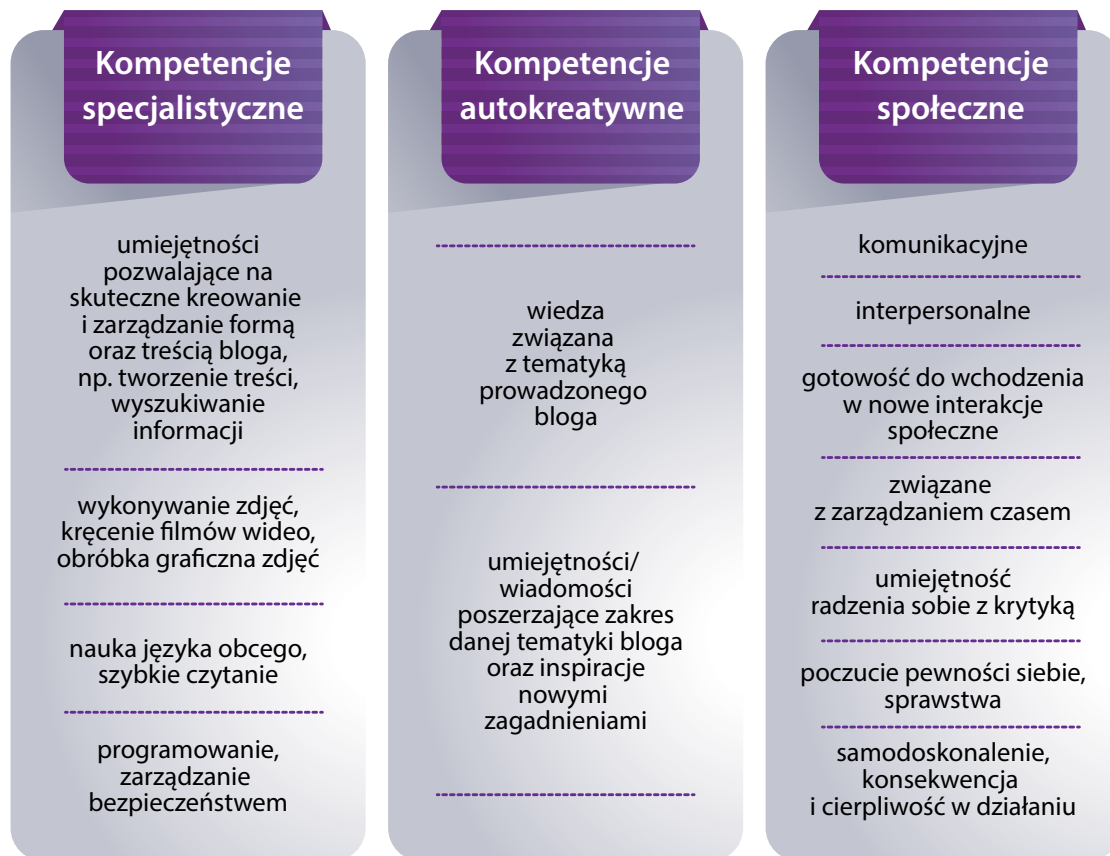 Kompetencje
specjalistyczne
umiejętności
pozwalające na
skuteczne kreowanie
i zarządzanie formą
oraz treścią bloga,
np. tworzenie treści,
wyszukiwanie
informacji
wykonywanie zdjęć,
kręcenie filmów wideo,
obróbka graficzna zdjęć
nauka języka obcego,
szybkie czytanie
programowanie,
zarządzanie
bezpieczeństwem
Kompetencje
autokreatywne
wiedza
związana
z tematyką
prowadzonego
bloga
umiejętności/
wiadomości
poszerzające zakres
danej tematyki bloga
oraz inspiracje
nowymi
zagadnieniami
Kompetencje
społeczne
komunikacyjne
interpersonalne
gotowość do wchodzenia
w nowe interakcje
społeczne
związane
z zarządzaniem czasem
umiejętność
radzenia sobie z krytyką
poczucie pewności siebie,
sprawstwa
samodoskonalenie,
konsekwencja
i cierpliwość w działaniu